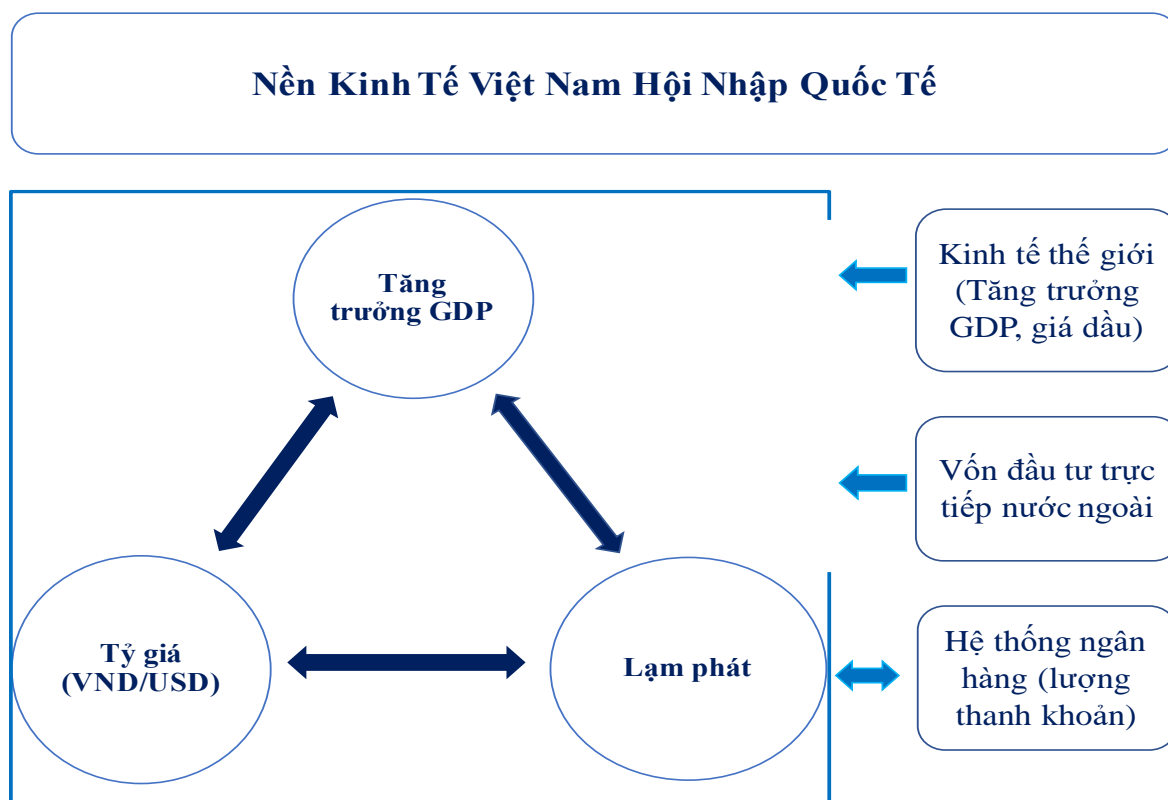 Nền Kinh Tế Việt Nam Hội Nhập Quốc Tế
Tăng
trưởng GDP
Tỷ giá
(VND/USD)
Lạm phát
Kinh tế thế giới
(Tăng trưởng
GDP, giá dầu)
Vốn đầu tư trực
tiếp nước ngoài
Hệ thống ngân
hàng (lượng
thanh khoản)